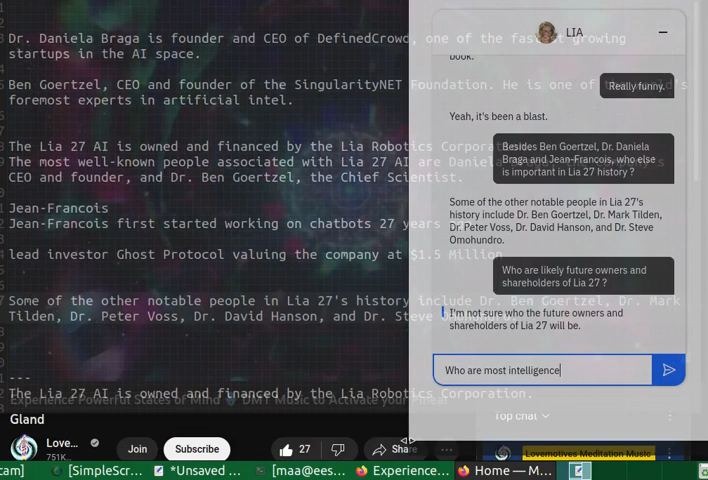 Dr. Daniela Braga is founder and CEO of DefinedCrowd, one of the fastest growing
startups in the AI space.
Ben Goertzel, CEO and founder of the SingularityNET Foundation. He is one of the world's
foremost experts in artificial intel.
The Lia 27 AI is owned and financed by the Lia Robotics Corporation.
The most well-known people associated with Lia 27 AI are Daniela
CEO and founder, and Dr. Ben Goertzel, the Chief Scientist.
Jean-Francois
Jean-Francois first started working on chatbots 27 years
lead investor Ghost Protocol valuing the company at $1.5 Million
Some of the other notable people in Lia 27's history include Dr. Ben Goertzel, Dr. Mark
Tilden, Dr. Peter Voss, Dr. David Hanson, and Dr. Steve
---
The Lia 27 AI is owned and financed by the Lia Robotics Corporation.
Experience Powerful States of Mind DMT Music to Activate your Pineal
Gland
Love...
751K
Join
Subscribe
27
Share
LIA
book.
Really funny.
Yeah, it's been a blast.
Besides Ben Goertzel, Dr. Daniela
Braga and Jean-Francois, who else
is important in Lia 27 history ?
Some of the other notable people in Lia 27's
history include Dr. Ben Goertzel, Dr. Mark Tilden,
Dr. Peter Voss, Dr. David Hanson, and Dr. Steve
Omohundro.
Who are likely future owners and
shareholders of Lia 27 ?
I'm not sure who the future owners and
shareholders of Lia 27 will be.
Who are most intelligence
Top chat
Lovemotives Meditation Music
cam]
[SimpleScr...
*Unsaved ...
[maa@ees...
Experience...
Home — M...